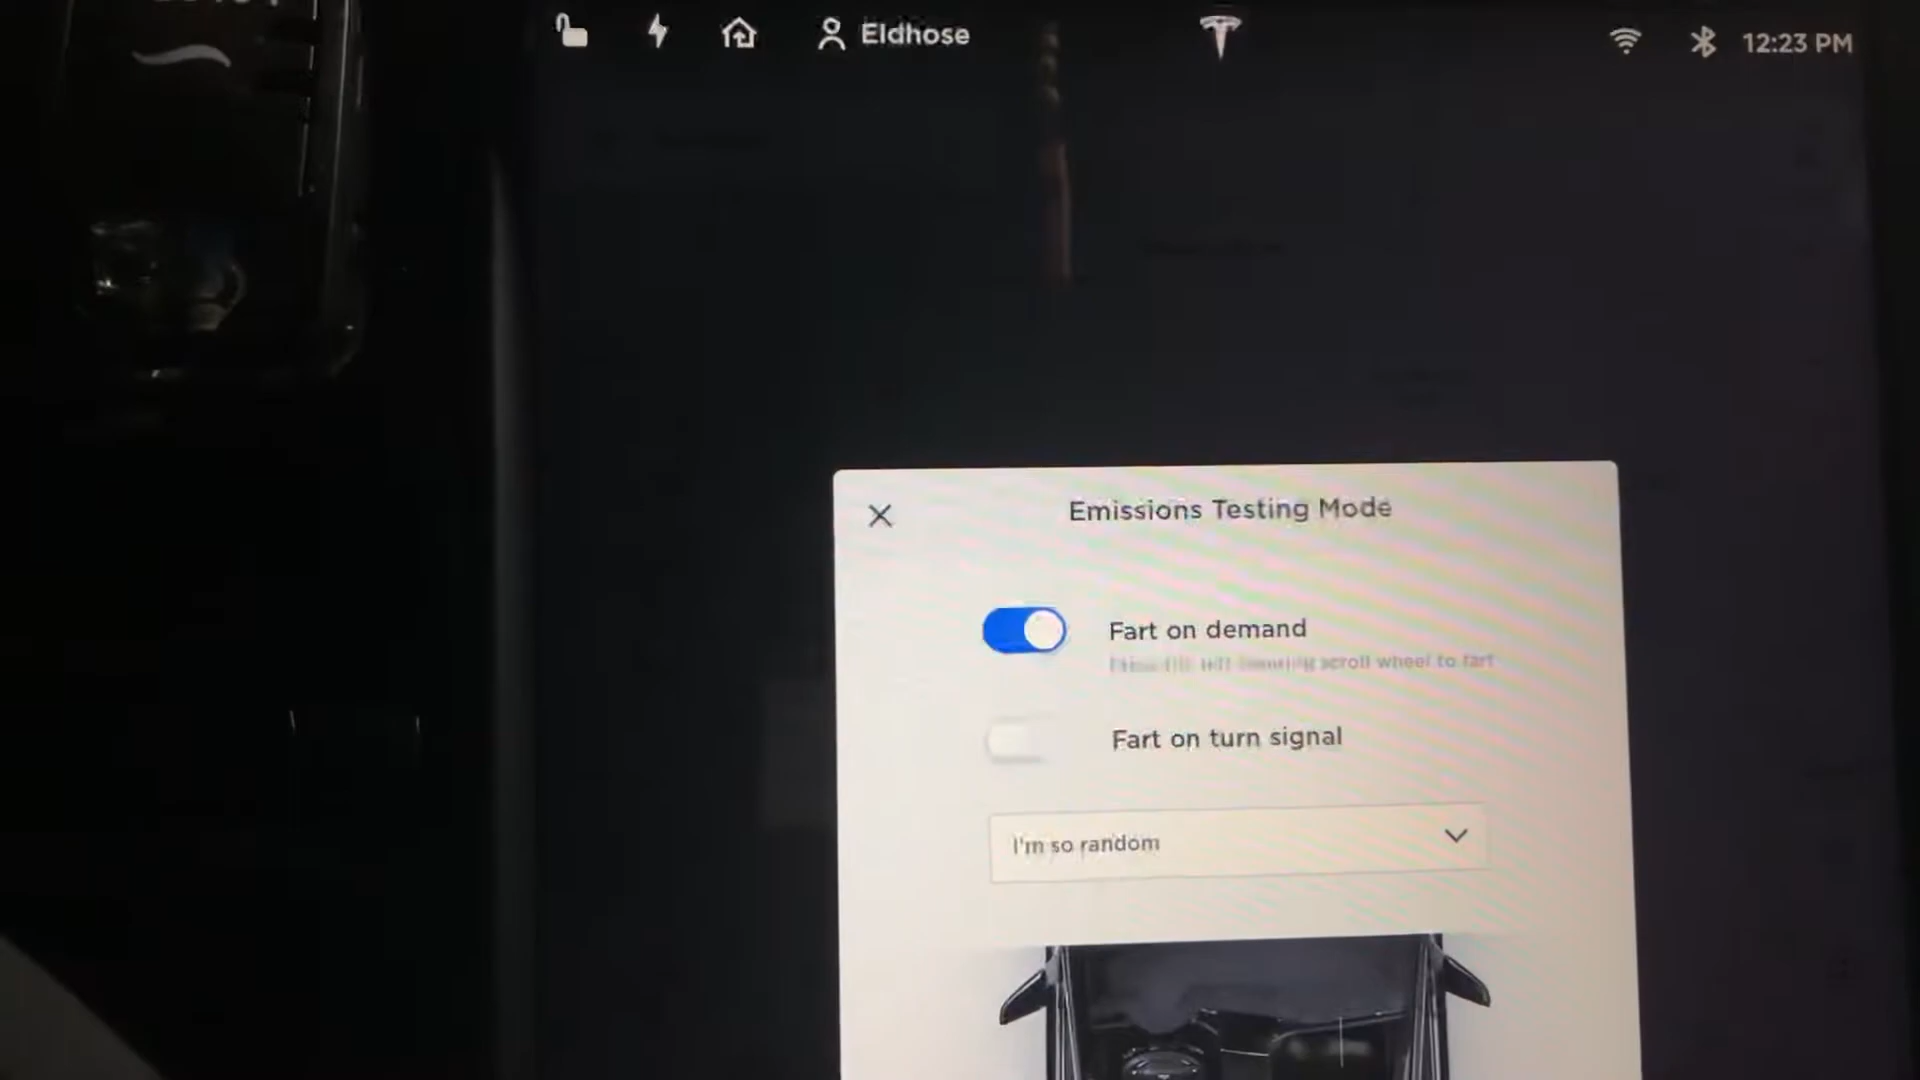 Eldhose
12:23 PM
Emissions Testing Mode
Fart on demand
scroll wheel to fart
Fart on turn signal
I'm so random